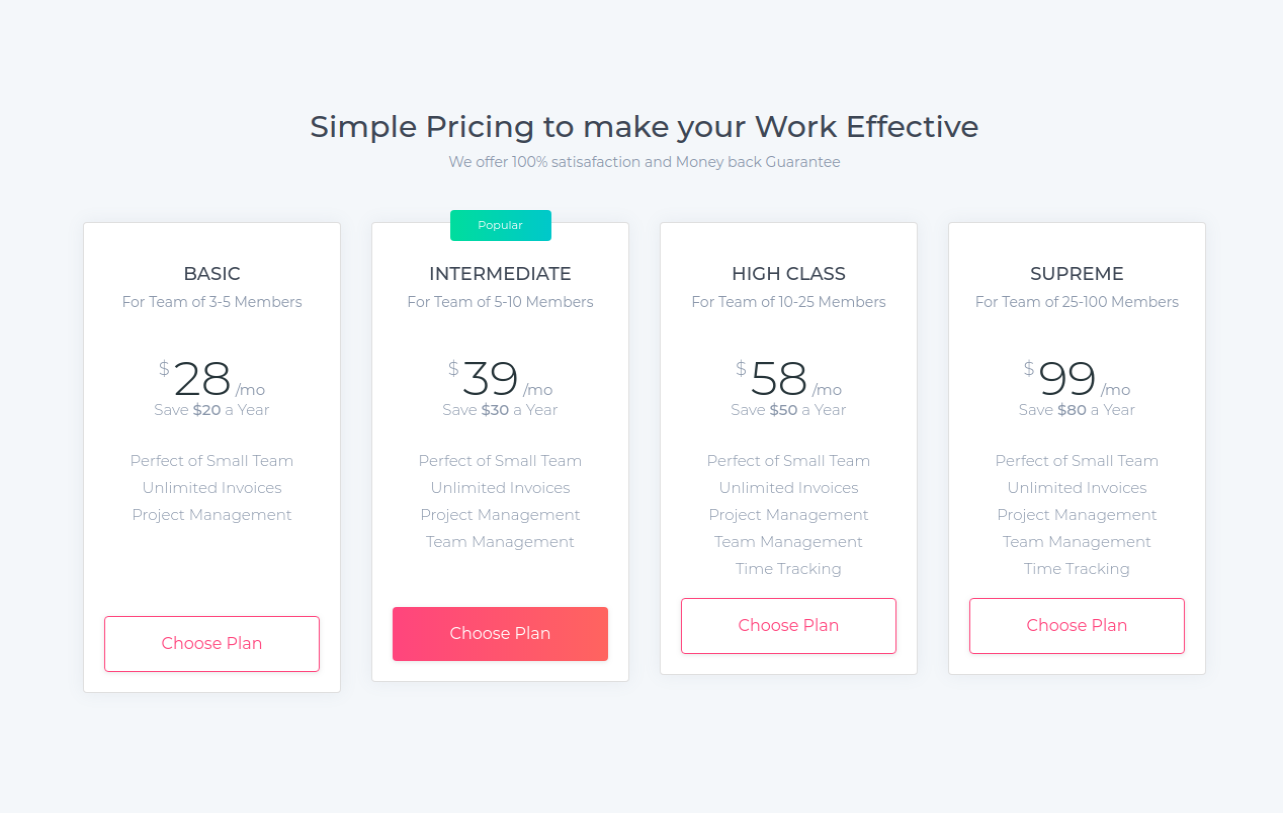 Simple Pricing to make your Work Effective
We offer 100% satisafaction and Money back Guarantee
BASIC
For Team of 3-5 Members
$28 /mo
Save $20 a Year
Perfect of Small Team
Unlimited Invoices
Project Management
Choose Plan
Popular
INTERMEDIATE
For Team of 5-10 Members
$39 /mo
Save $30 a Year
Perfect of Small Team
Unlimited Invoices
Project Management
Team Management
Choose Plan
HIGH CLASS
For Team of 10-25 Members
$58 /mo
Save $50 a Year
Perfect of Small Team
Unlimited Invoices
Project Management
Team Management
Time Tracking
Choose Plan
SUPREME
For Team of 25-100 Members
$99 /mo
Save $80 a Year
Perfect of Small Team
Unlimited Invoices
Project Management
Team Management
Time Tracking
Choose Plan